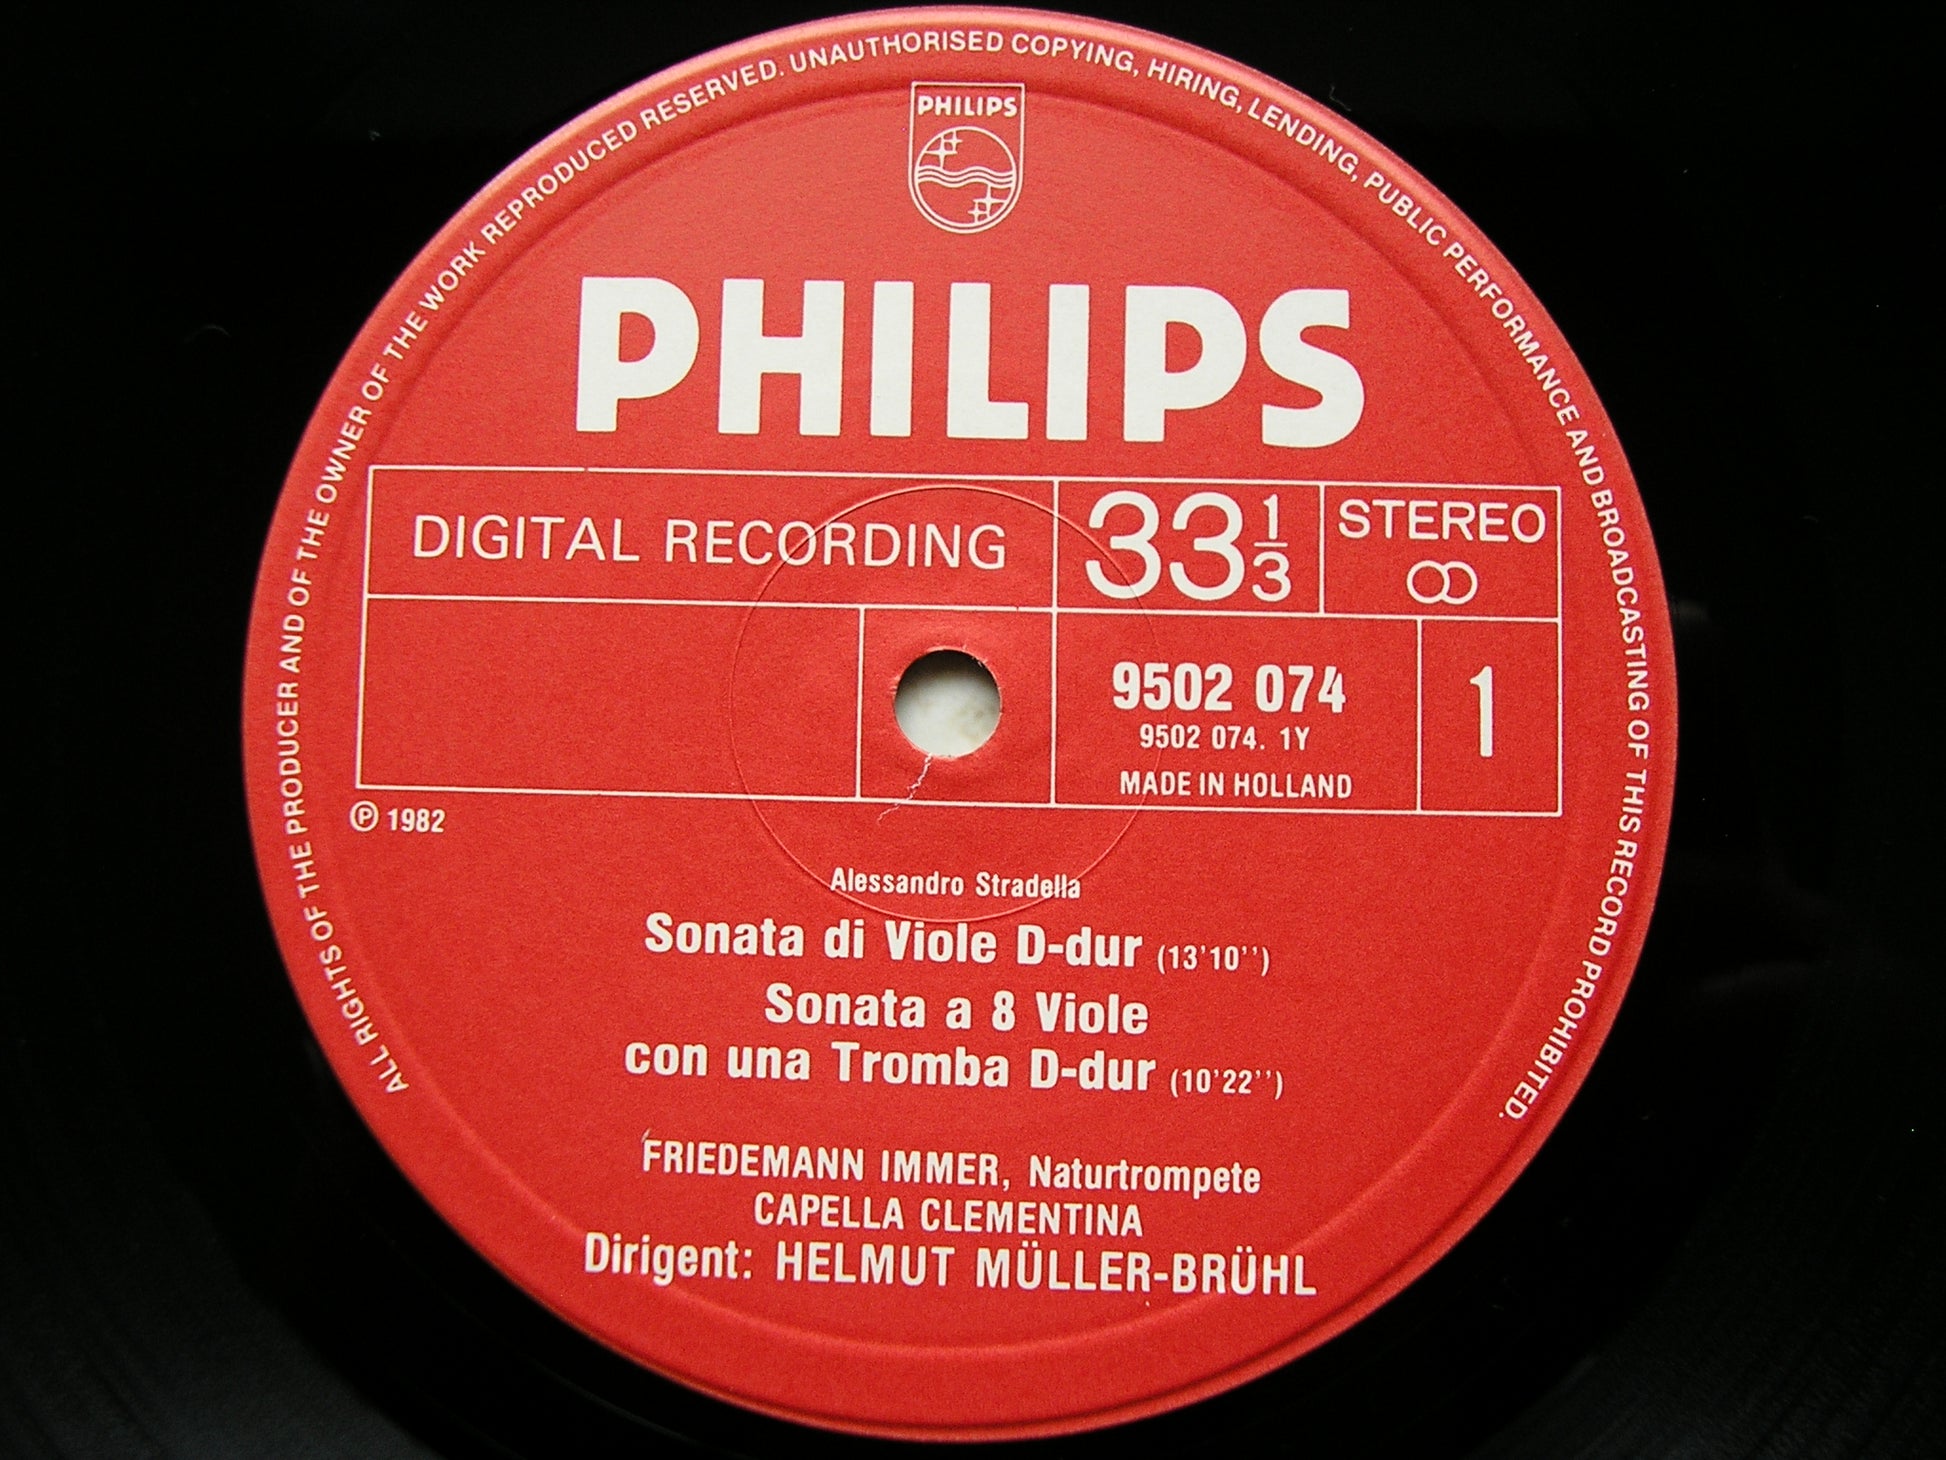 ALL RIGHTS OF THE PRODUCER AND OF THE OWNER OF THE WORK REPRODUCED RESERVED. UNAUTHORISED COPYING, HIRING, LENDING, PUBLIC PERFORMANCE AND BROADCASTING OF THIS RECORD PROHIBITED.
PHILIPS
PHILIPS
DIGITAL RECORDING
33 1/3
STEREO
9502 074
9502 074. 1Y
MADE IN HOLLAND
1
℗ 1982
Alessandro Stradella
Sonata di Viole D-dur (13'10'')
Sonata a 8 Viole
con una Tromba D-dur (10'22'')
FRIEDEMANN IMMER, Naturtrompete
CAPELLA CLEMENTINA
Dirigent: HELMUT MÜLLER-BRÜHL